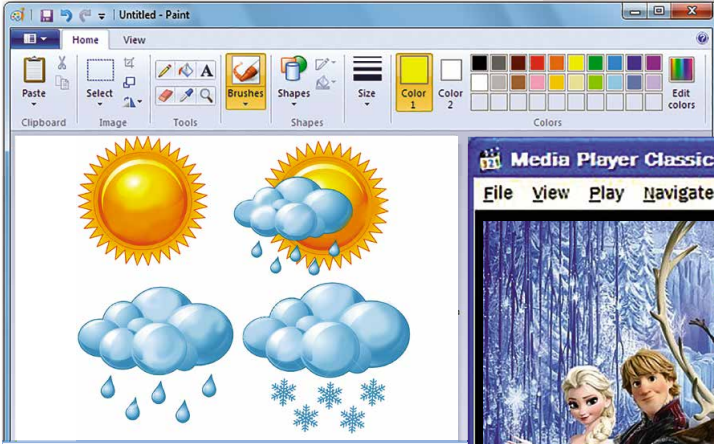 Untitled - Paint
Home View
Paste Select Brushes Shapes Size Color 1 Color 2 Edit colors
A
Clipboard Image Tools Shapes Colors
321
Media Player Classic
File View Play Navigate